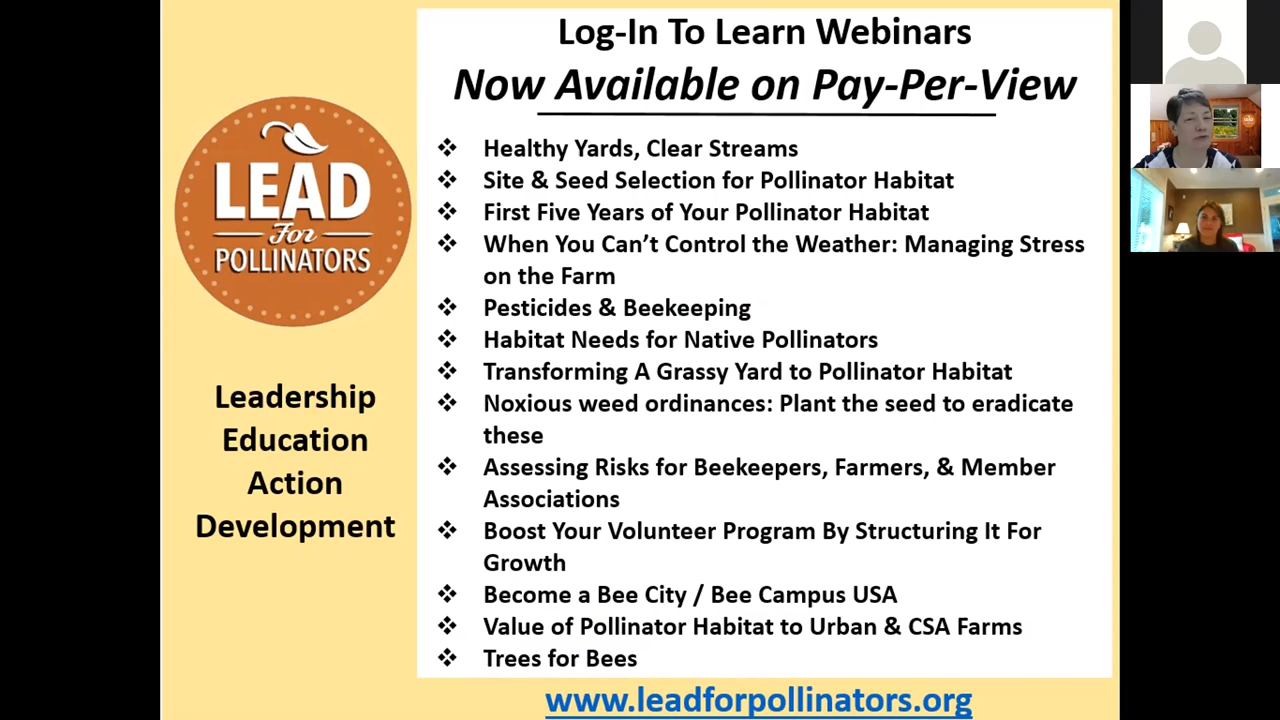 Log-In To Learn Webinars
Now Available on Pay-Per-View
LEAD
For
POLLINATORS
Leadership
Education
Action
Development
Healthy Yards, Clear Streams
Site & Seed Selection for Pollinator Habitat
First Five Years of Your Pollinator Habitat
When You Can’t Control the Weather: Managing Stress
on the Farm
Pesticides & Beekeeping
Habitat Needs for Native Pollinators
Transforming A Grassy Yard to Pollinator Habitat
Noxious weed ordinances: Plant the seed to eradicate
these
Assessing Risks for Beekeepers, Farmers, & Member
Associations
Boost Your Volunteer Program By Structuring It For
Growth
Become a Bee City / Bee Campus USA
Value of Pollinator Habitat to Urban & CSA Farms
Trees for Bees
www.leadforpollinators.org